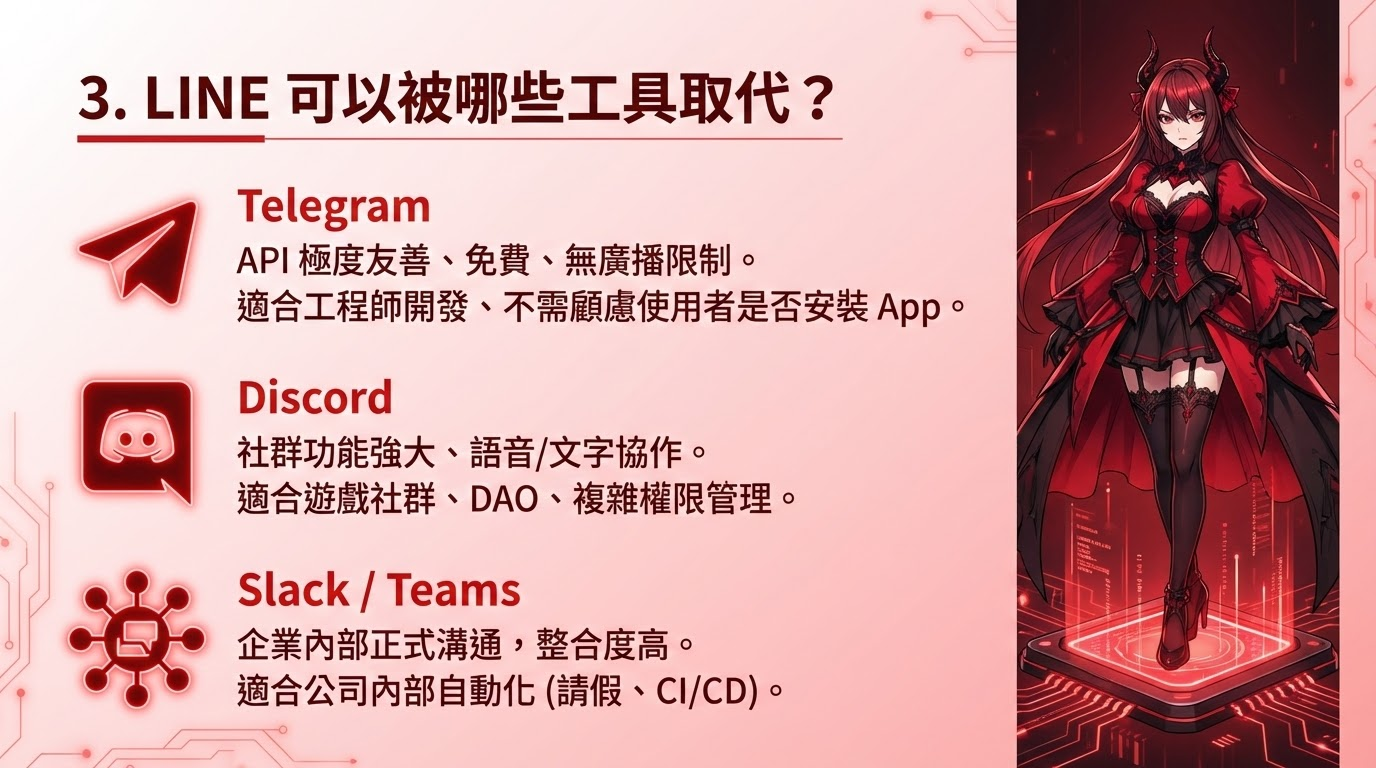 3. LINE 可以被哪些工具取代？
Telegram
API 極度友善、免費、無廣播限制。
適合工程師開發、不需顧慮使用者是否安裝 App。
Discord
社群功能強大、語音/文字協作。
適合遊戲社群、DAO、複雜權限管理。
Slack / Teams
企業內部正式溝通，整合度高。
適合公司內部自動化 (請假、CI/CD)。